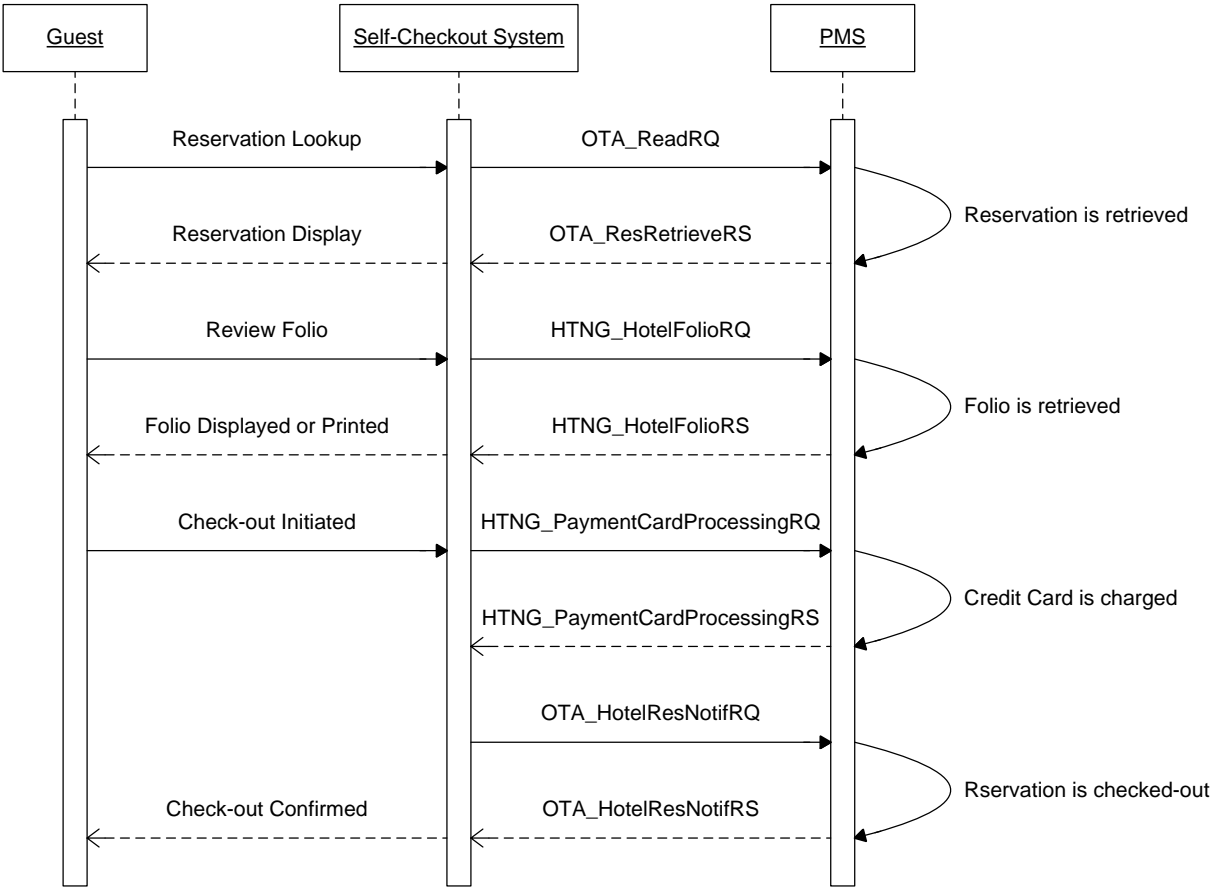 Guest
Self-Checkout System
PMS
Reservation Lookup
OTA_ReadRQ
Reservation is retrieved
Reservation Display
OTA_ResRetrieveRS
Review Folio
HTNG_HotelFolioRQ
Folio is retrieved
Folio Displayed or Printed
HTNG_HotelFolioRS
Check-out Initiated
HTNG_PaymentCardProcessingRQ
Credit Card is charged
HTNG_PaymentCardProcessingRS
OTA_HotelResNotifRQ
Rservation is checked-out
Check-out Confirmed
OTA_HotelResNotifRS